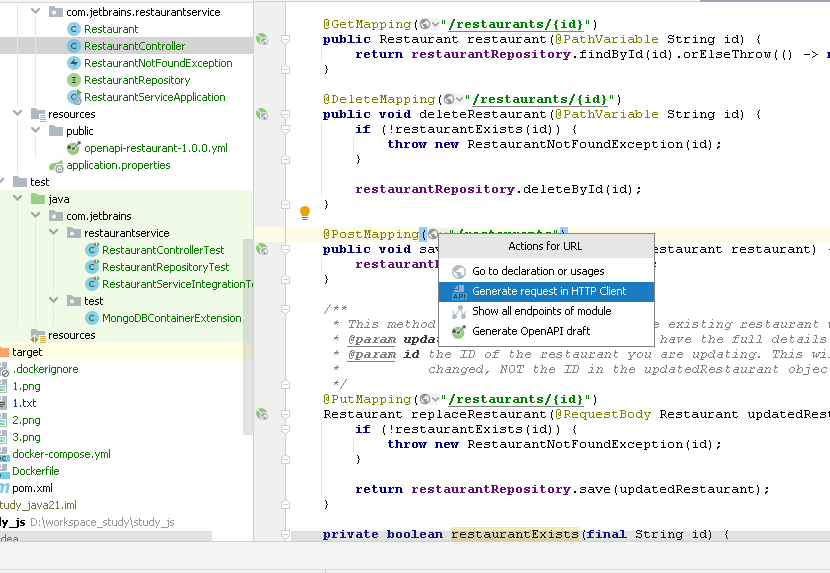 com.jetbrains.restaurantservice
Restaurant
RestaurantController
RestaurantNotFoundException
RestaurantRepository
RestaurantServiceApplication
resources
public
openapi-restaurant-1.0.0.yml
application.properties
test
java
com.jetbrains
restaurantservice
RestaurantControllerTest
RestaurantRepositoryTest
RestaurantServiceIntegrationTe
test
MongoDBContainerExtension
resources
target
.dockerignore
1.png
1.txt
2.png
3.png
docker-compose.yml
Dockerfile
pom.xml
tudy_java21.iml
ly_js D:\workspace_study\study_js
dea
@GetMapping("/restaurants/{id}")
public Restaurant restaurant(@PathVariable String id) {
return restaurantRepository.findById(id).orElseThrow(() ->
}
@DeleteMapping("/restaurants/{id}")
public void deleteRestaurant(@PathVariable String id) {
if (!restaurantExists(id)) {
throw new RestaurantNotFoundException(id);
}
restaurantRepository.deleteById(id);
}
@PostMapping("/restaurants")
public void sav estaurant restaurant) {
restaurantR ;
}
Actions for URL
Go to declaration or usages
Generate request in HTTP Client
Show all endpoints of module
Generate OpenAPI draft
/**
* This method e existing restaurant
* @param updat have the full details
* @param id the ID of the restaurant you are updating. This wil
* changed, NOT the ID in the updatedRestaurant objec
*/
@PutMapping("/restaurants/{id}")
Restaurant replaceRestaurant(@RequestBody Restaurant updatedRest
if (!restaurantExists(id)) {
throw new RestaurantNotFoundException(id);
}
return restaurantRepository.save(updatedRestaurant);
}
private boolean restaurantExists(final String id) {